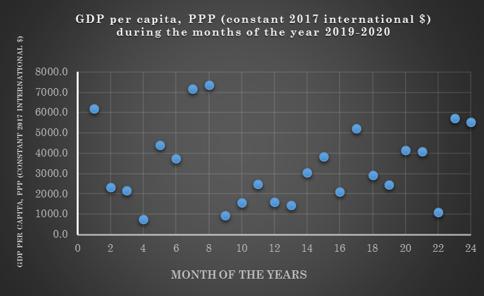 GDP per capita, PPP (constant 2017 international $)
during the months of the year 2019-2020
GDP PER CAPITA, PPP (CONSTANT 2017 INTERNATIONAL $)
8000.0
7000.0
6000.0
5000.0
4000.0
3000.0
2000.0
1000.0
0.0
0 2 4 6 8 10 12 14 16 18 20 22 24
MONTH OF THE YEARS